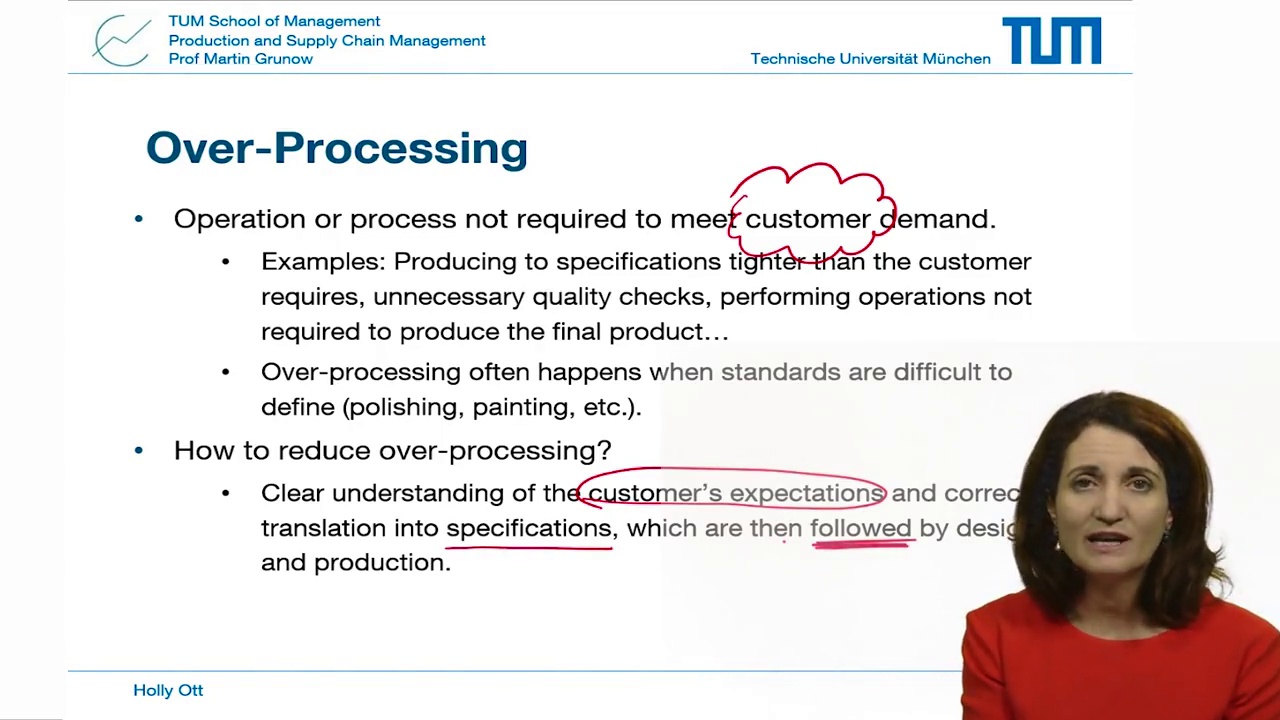 TUM School of Management
Production and Supply Chain Management
Prof Martin Grunow
Technische Universität München
TUM
Over-Processing
• Operation or process not required to meet customer demand.
• Examples: Producing to specifications tighter than the customer
requires, unnecessary quality checks, performing operations not
required to produce the final product…
• Over-processing often happens when standards are difficult to
define (polishing, painting, etc.).
• How to reduce over-processing?
• Clear understanding of the customer's expectations and correc
translation into specifications, which are then followed by desig
and production.
Holly Ott